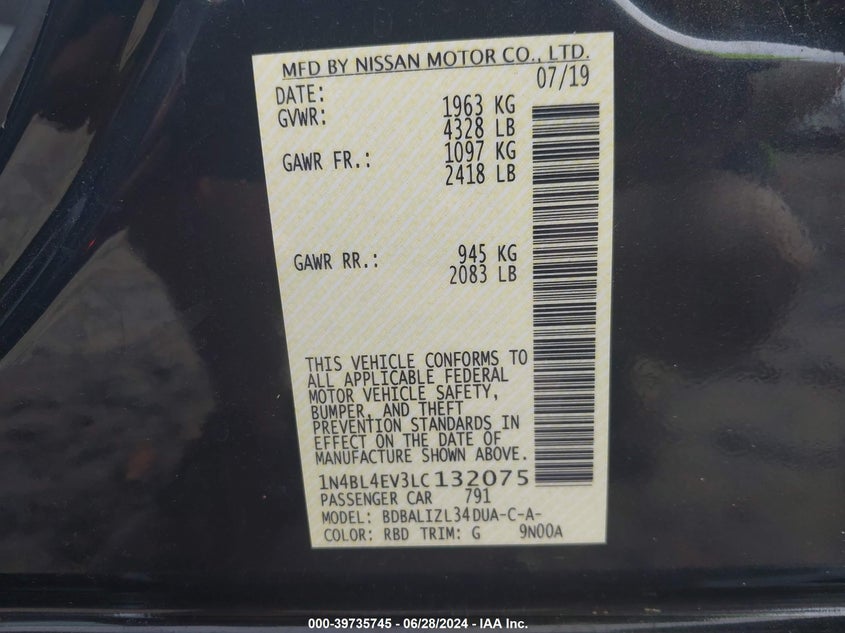 MFD BY NISSAN MOTOR CO., LTD.
DATE: 07/19
GVWR: 1963 KG
4328 LB
GAWR FR.: 1097 KG
2418 LB
GAWR RR.: 945 KG
2083 LB
THIS VEHICLE CONFORMS TO
ALL APPLICABLE FEDERAL
MOTOR VEHICLE SAFETY,
BUMPER, AND THEFT
PREVENTION STANDARDS IN
EFFECT ON THE DATE OF
MANUFACTURE SHOWN ABOVE.
1N4BL4EV3LC132075
PASSENGER CAR 791
MODEL: BDBALIZL34DUA-C-A-
COLOR: RBD TRIM: G 9N00A
000-39735745 / 06/28/2024 - IAA Inc.